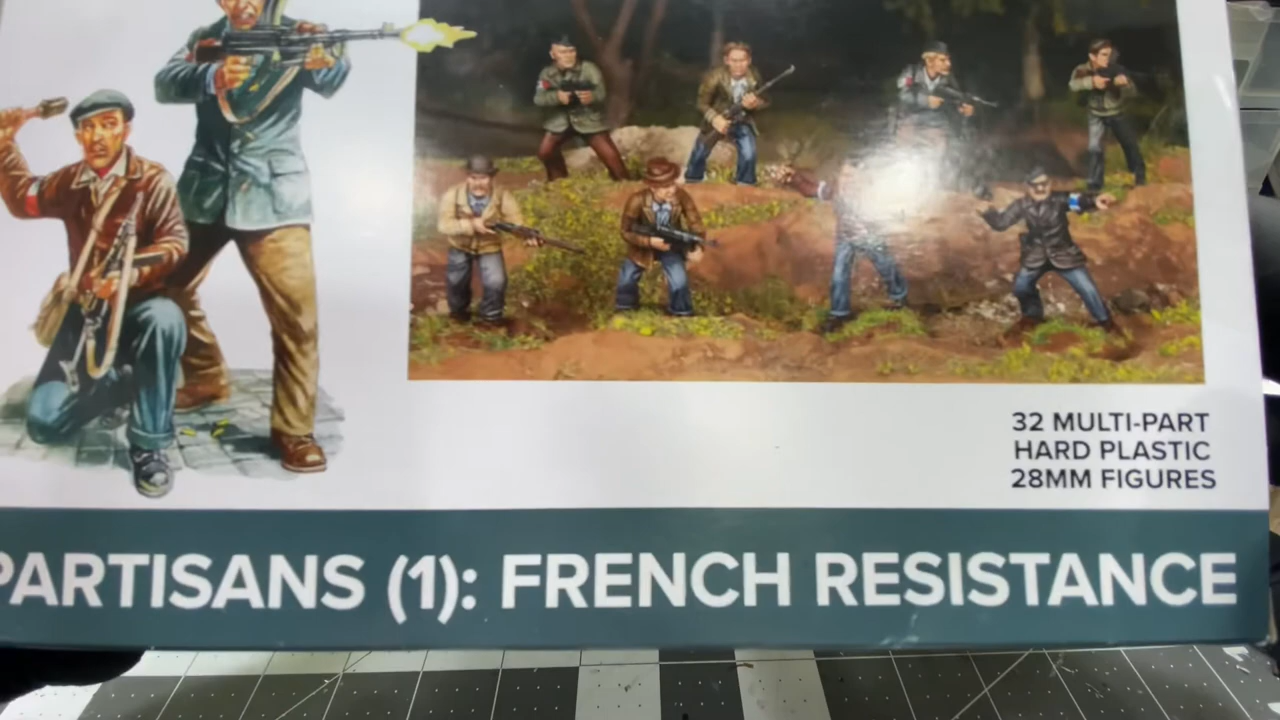 32 MULTI-PART
HARD PLASTIC
28MM FIGURES
PARTISANS (1): FRENCH RESISTANCE